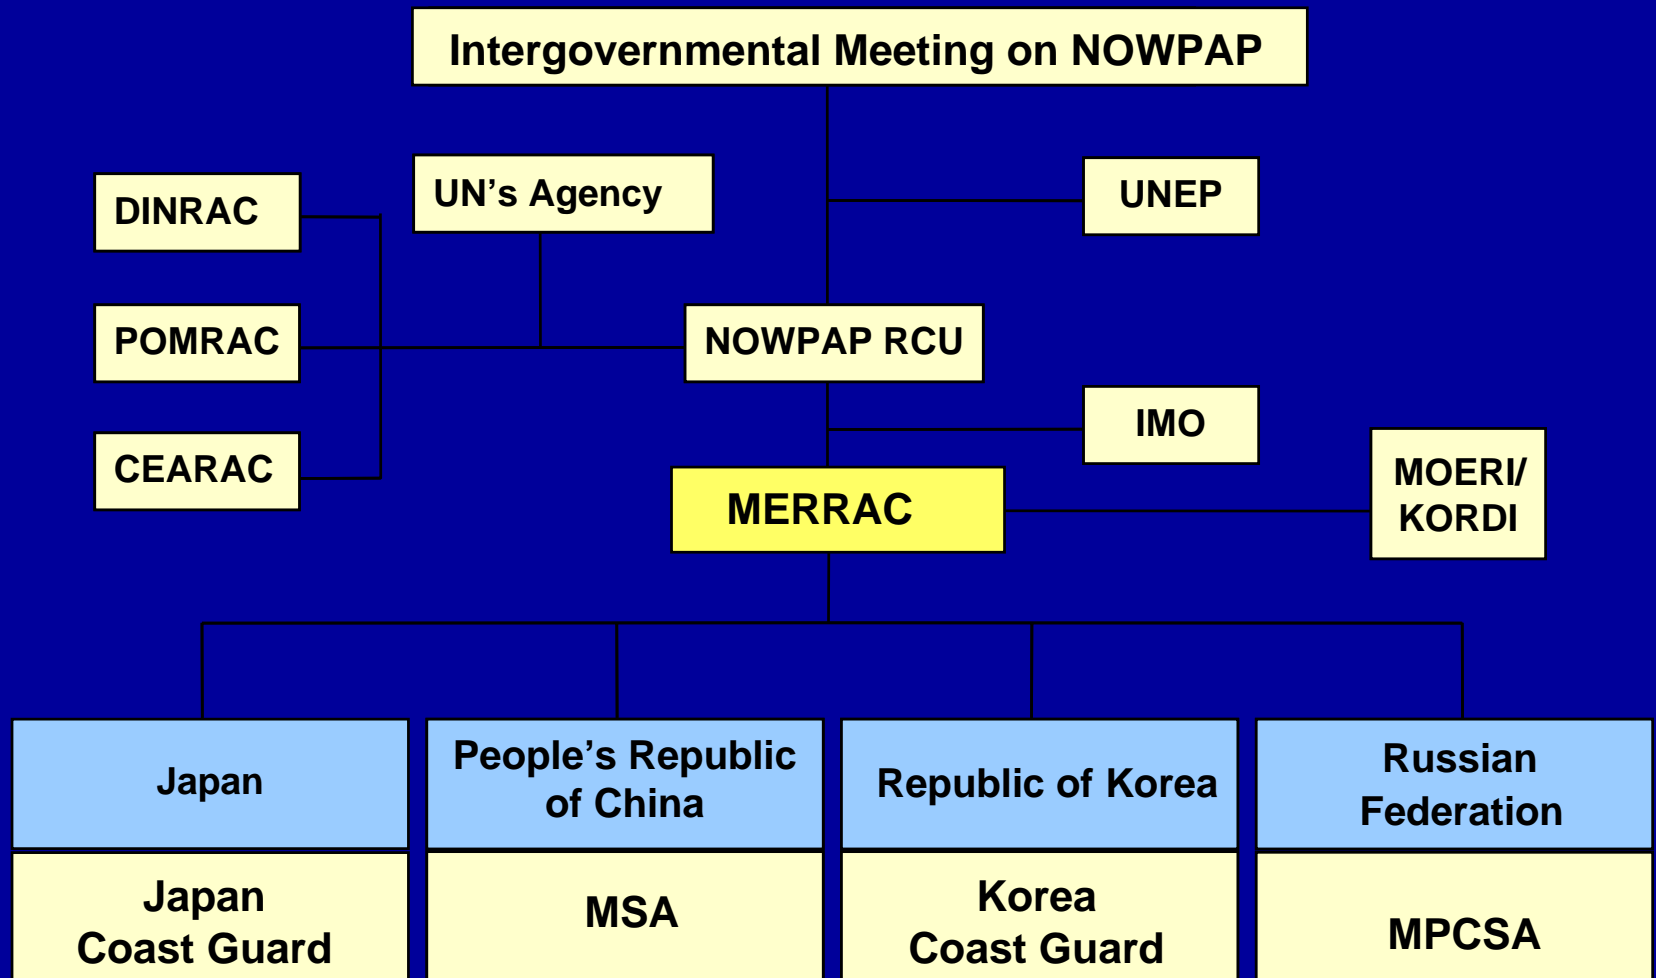 Intergovernmental Meeting on NOWPAP
UN's Agency
UNEP
DINRAC
POMRAC
NOWPAP RCU
CEARAC
IMO
MOERI/
KORDI
MERRAC
Japan
People’s Republic
of China
Republic of Korea
Russian
Federation
Japan
Coast Guard
MSA
Korea
Coast Guard
MPCSA